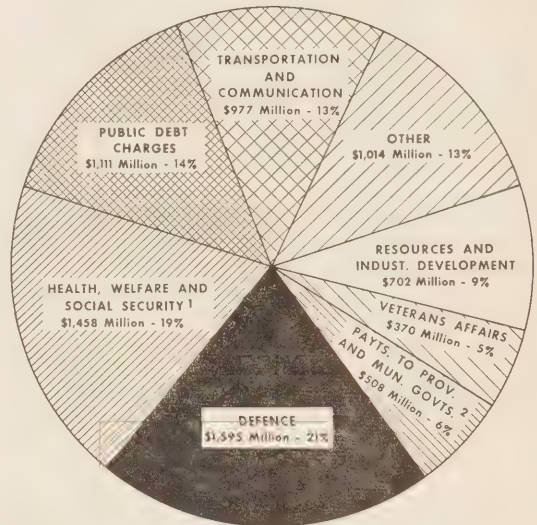 TRANSPORTATION
AND
COMMUNICATION
$977 Million - 13%
OTHER
$1,014 Million - 13%
RESOURCES AND
INDUST. DEVELOPMENT
$702 Million - 9%
VETERANS AFFAIRS
$370 Million - 5%
PAYTS. TO PROV. 2
AND MUN. GOVTS.
$508 Million - 6%
DEFENCE
$1,595 Million - 21%
HEALTH, WELFARE AND
SOCIAL SECURITY 1
$1,458 Million - 19%
PUBLIC DEBT
CHARGES
$1,111 Million - 14%